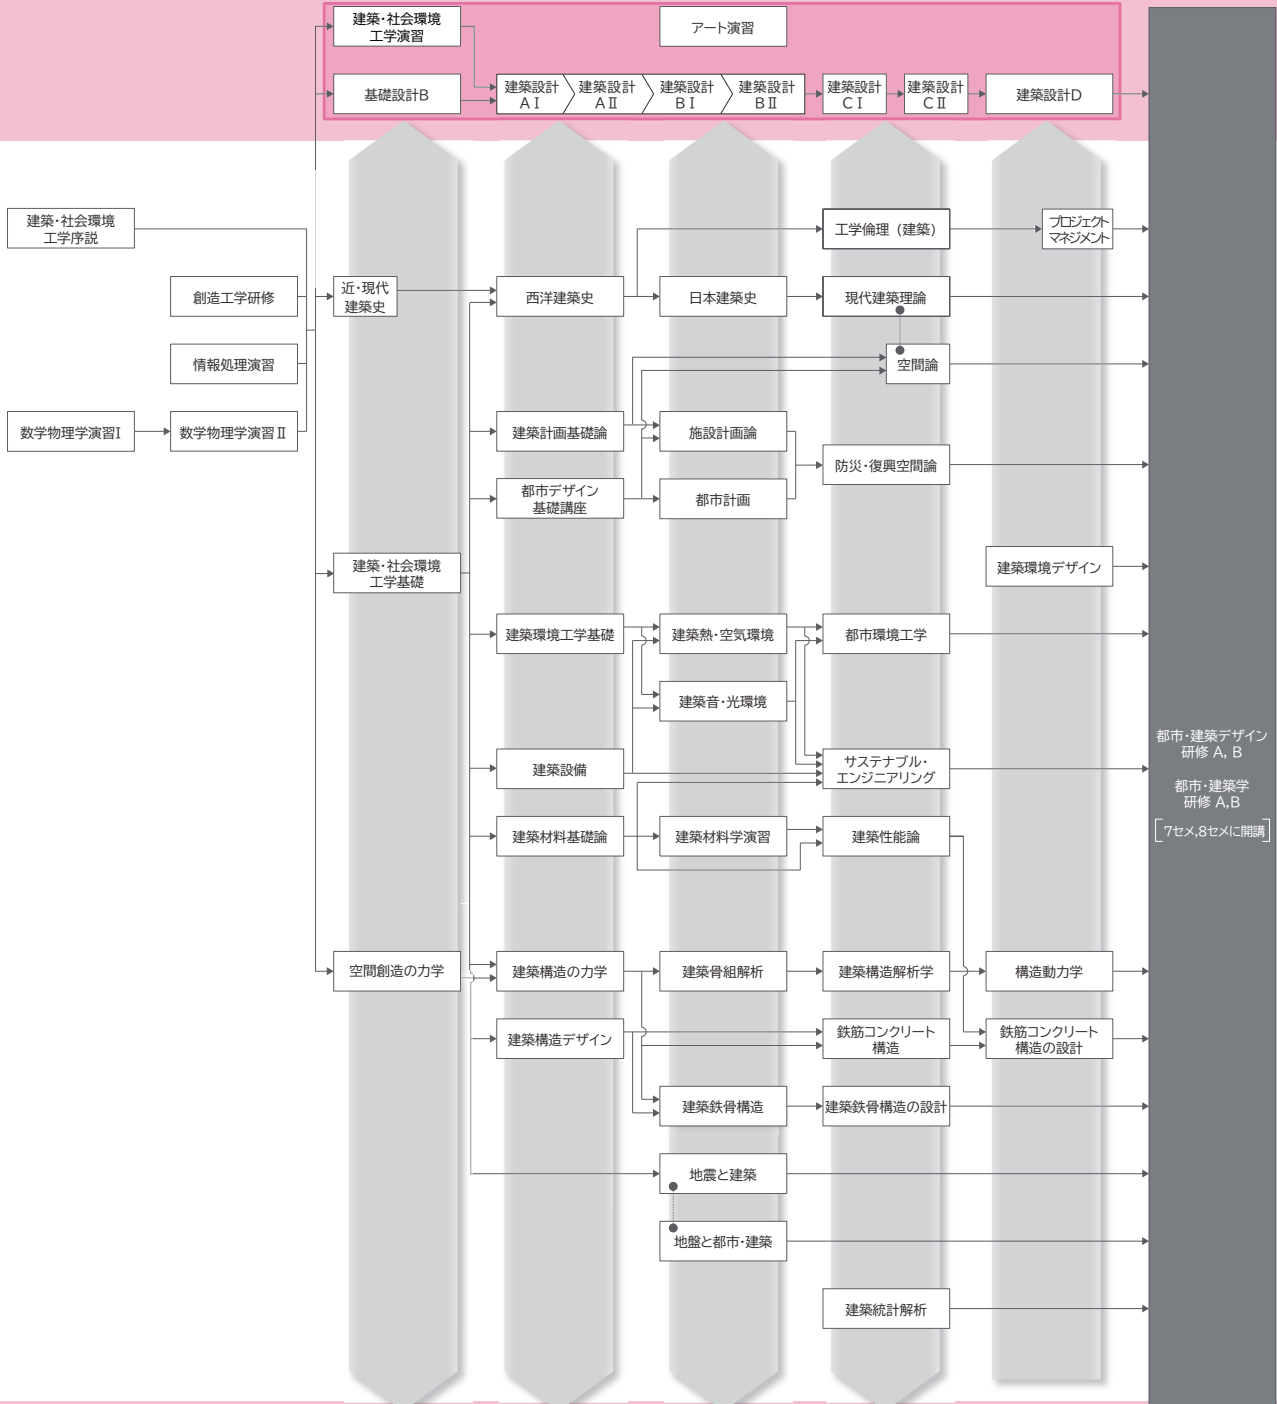 建築・社会環境
工学演習
アート演習
基礎設計B
建築設計
AⅠ
建築設計
AⅡ
建築設計
BⅠ
建築設計
BⅡ
建築設計
CⅠ
建築設計
CⅡ
建築設計D
建築・社会環境
工学序説
工学倫理（建築）
プロジェクト
マネジメント
創造工学研修
近・現代
建築史
西洋建築史
日本建築史
現代建築理論
情報処理演習
空間論
数学物理学演習Ⅰ
数学物理学演習Ⅱ
建築計画基礎論
施設計画論
防災・復興空間論
都市デザイン
基礎講座
都市計画
建築・社会環境
工学基礎
建築環境デザイン
建築環境工学基礎
建築熱・空気環境
都市環境工学
建築音・光環境
建築設備
サステナブル・
エンジニアリング
建築材料基礎論
建築材料学演習
建築性能論
空間創造の力学
建築構造の力学
建築骨組解析
建築構造解析学
構造動力学
建築構造デザイン
鉄筋コンクリート
構造
鉄筋コンクリート
構造の設計
建築鉄骨構造
建築鉄骨構造の設計
地震と建築
地盤と都市・建築
建築統計解析
都市・建築デザイン
研修 A, B
都市・建築学
研修 A,B
[7セメ,8セメに開講]